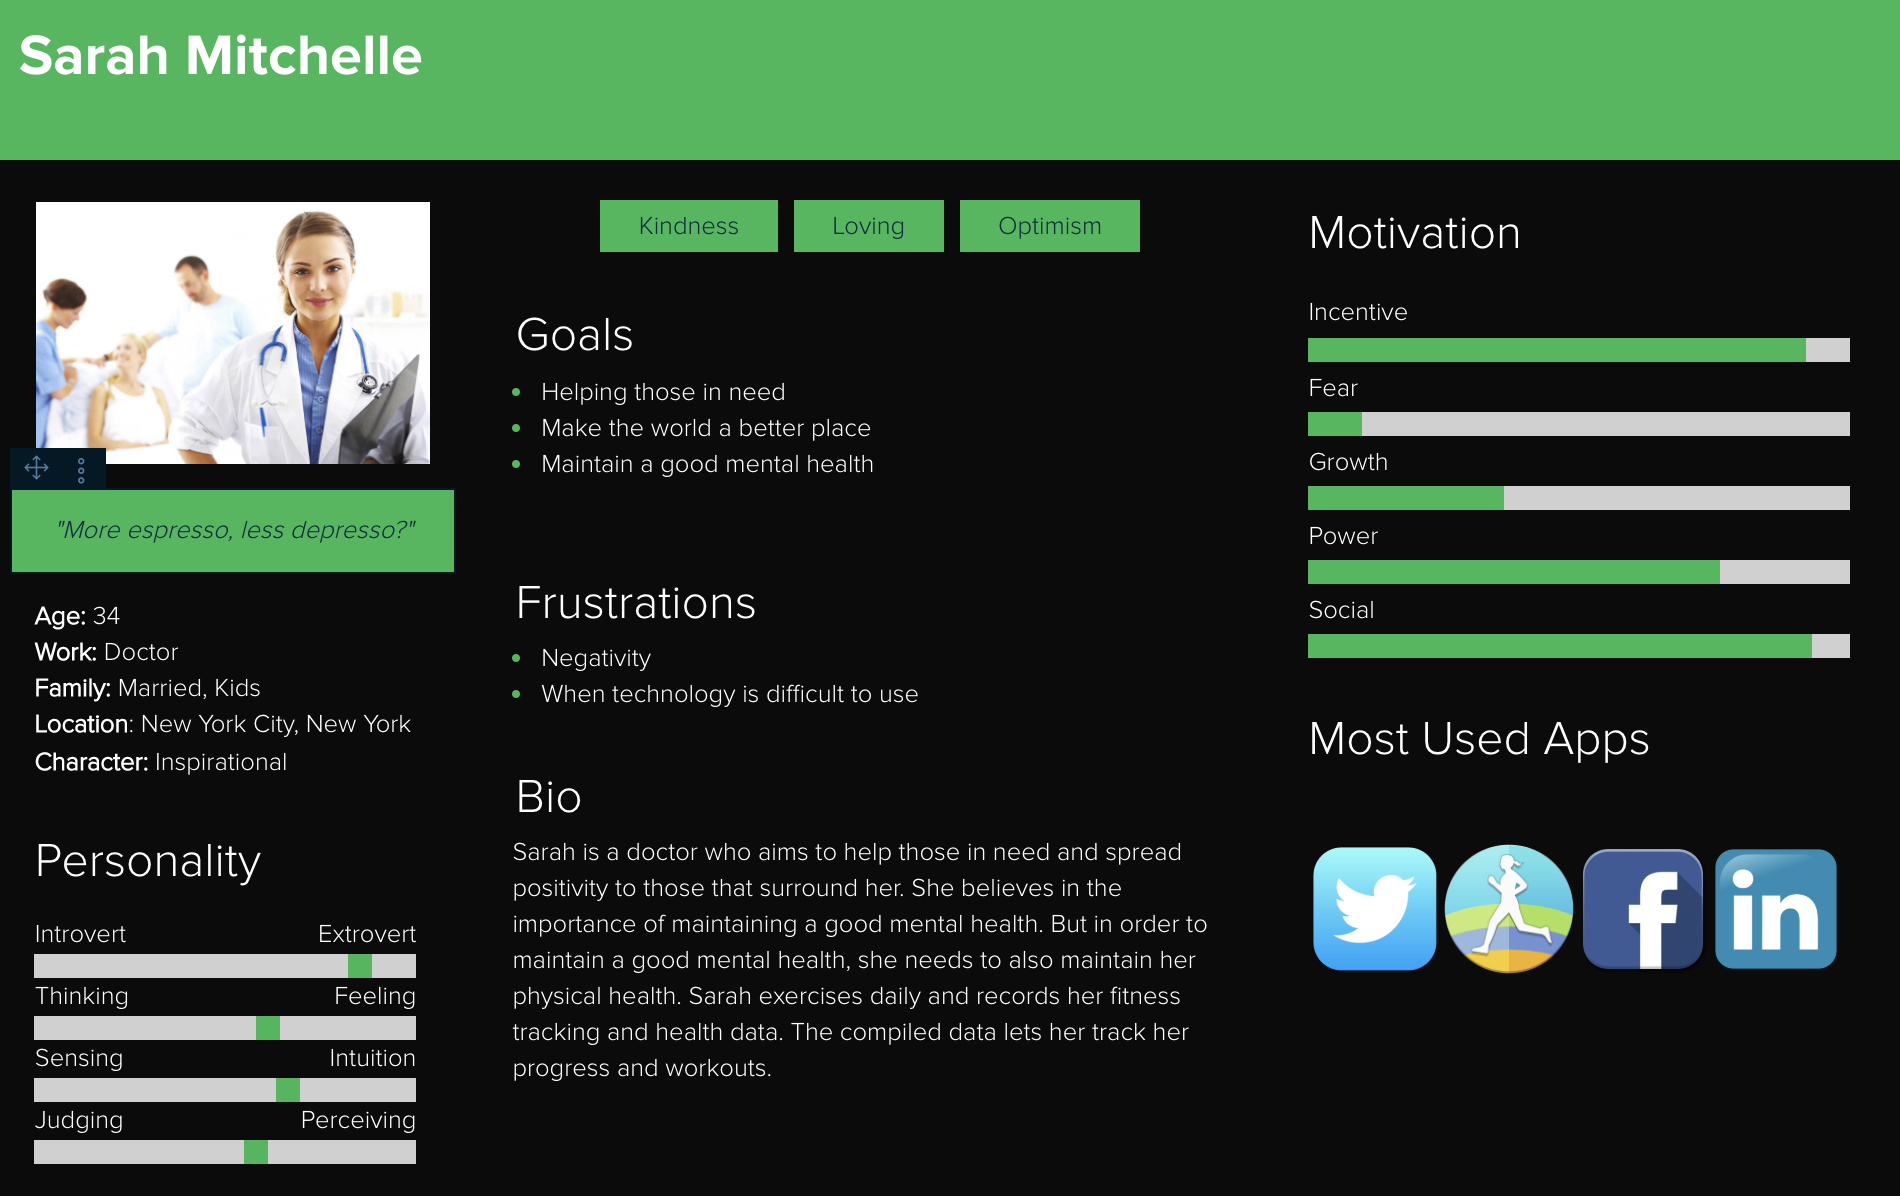 Sarah Mitchelle
"More espresso, less depresso?"
Age: 34
Work: Doctor
Family: Married, Kids
Location: New York City, New York
Character: Inspirational
Personality
Introvert Extrovert
Thinking Feeling
Sensing Intuition
Judging Perceiving
Kindness Loving Optimism
Goals
Helping those in need
Make the world a better place
Maintain a good mental health
Frustrations
Negativity
When technology is difficult to use
Bio
Sarah is a doctor who aims to help those in need and spread
positivity to those that surround her. She believes in the
importance of maintaining a good mental health. But in order to
maintain a good mental health, she needs to also maintain her
physical health. Sarah exercises daily and records her fitness
tracking and health data. The compiled data lets her track her
progress and workouts.
Motivation
Incentive
Fear
Growth
Power
Social
Most Used Apps
f in